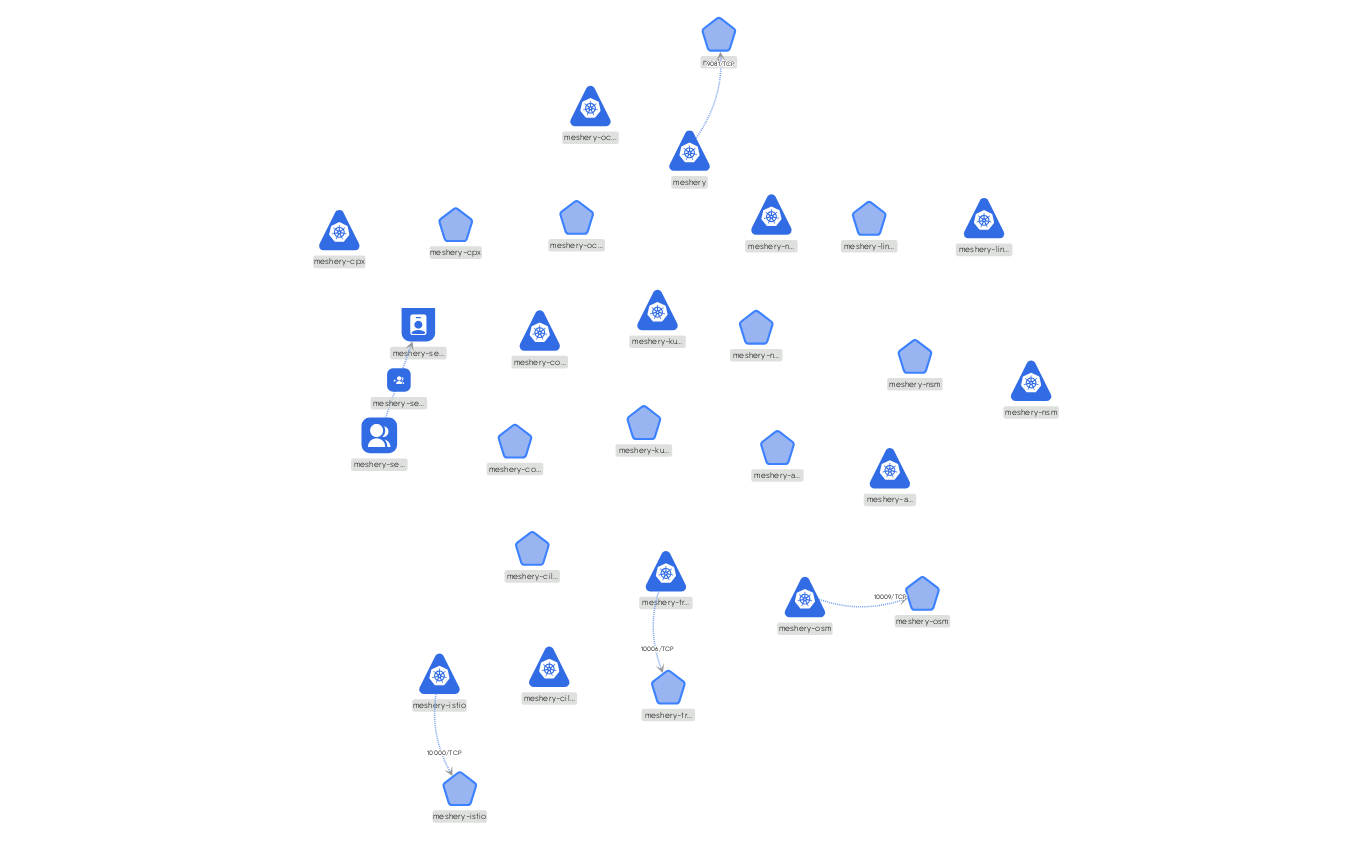 9081/TCP
meshery-oc...
meshery
meshery-cpx
meshery-cpx
meshery-oc...
meshery-n...
meshery-lin...
meshery-lin...
meshery-se...
meshery-co...
meshery-ku...
meshery-n...
meshery-nsm
meshery-nsm
meshery-se...
meshery-se...
meshery-co...
meshery-ku...
meshery-a...
meshery-a...
meshery-cil...
meshery-tr...
10009/TCP
meshery-osm
meshery-osm
10006/TCP
meshery-istio
meshery-cil...
meshery-tr...
10000/TCP
meshery-istio